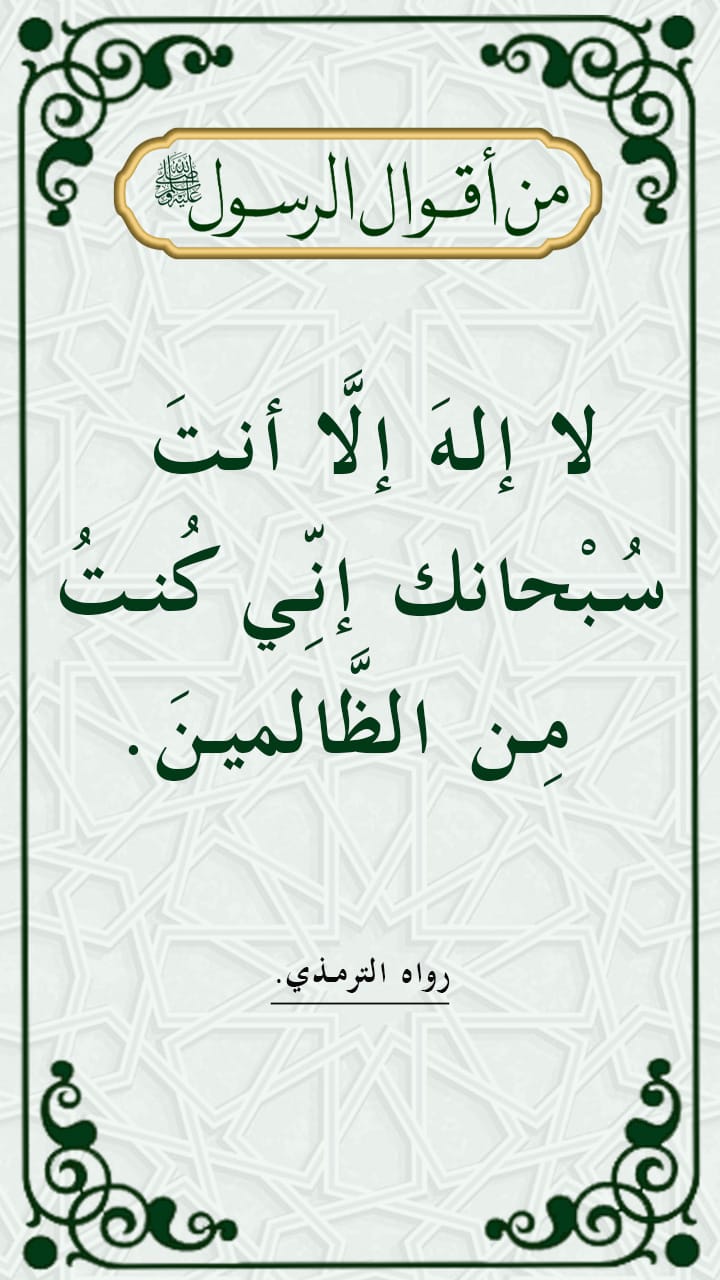 من أقوال الرسول ﷺ
لا إلهَ إلَّا أنتَ
سُبْحانك إنِّي كُنتُ
مِن الظَّالمينَ.
رواه الترمذي.